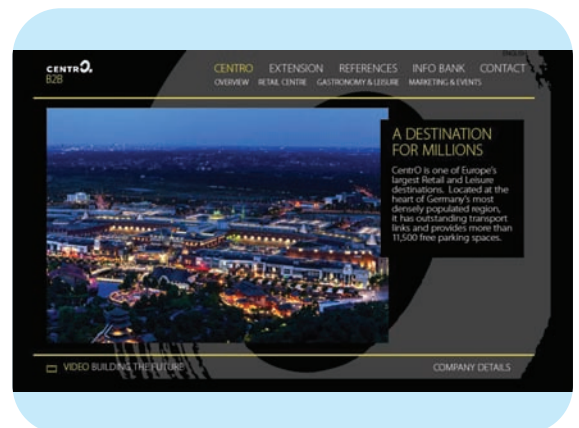 ENGLISH
CENTRO.
B2B
CENTRO EXTENSION REFERENCES INFO BANK CONTACT
OVERVIEW RETAIL CENTRE GASTRONOMY & LEISURE MARKETING & EVENTS
A DESTINATION
FOR MILLIONS
CentrO is one of Europe's
largest Retail and Leisure
destinations. Located at the
heart of Germany's most
densely populated region,
it has outstanding transport
links and provides more than
11,500 free parking spaces.
VIDEO BUILDING THE FUTURE
COMPANY DETAILS